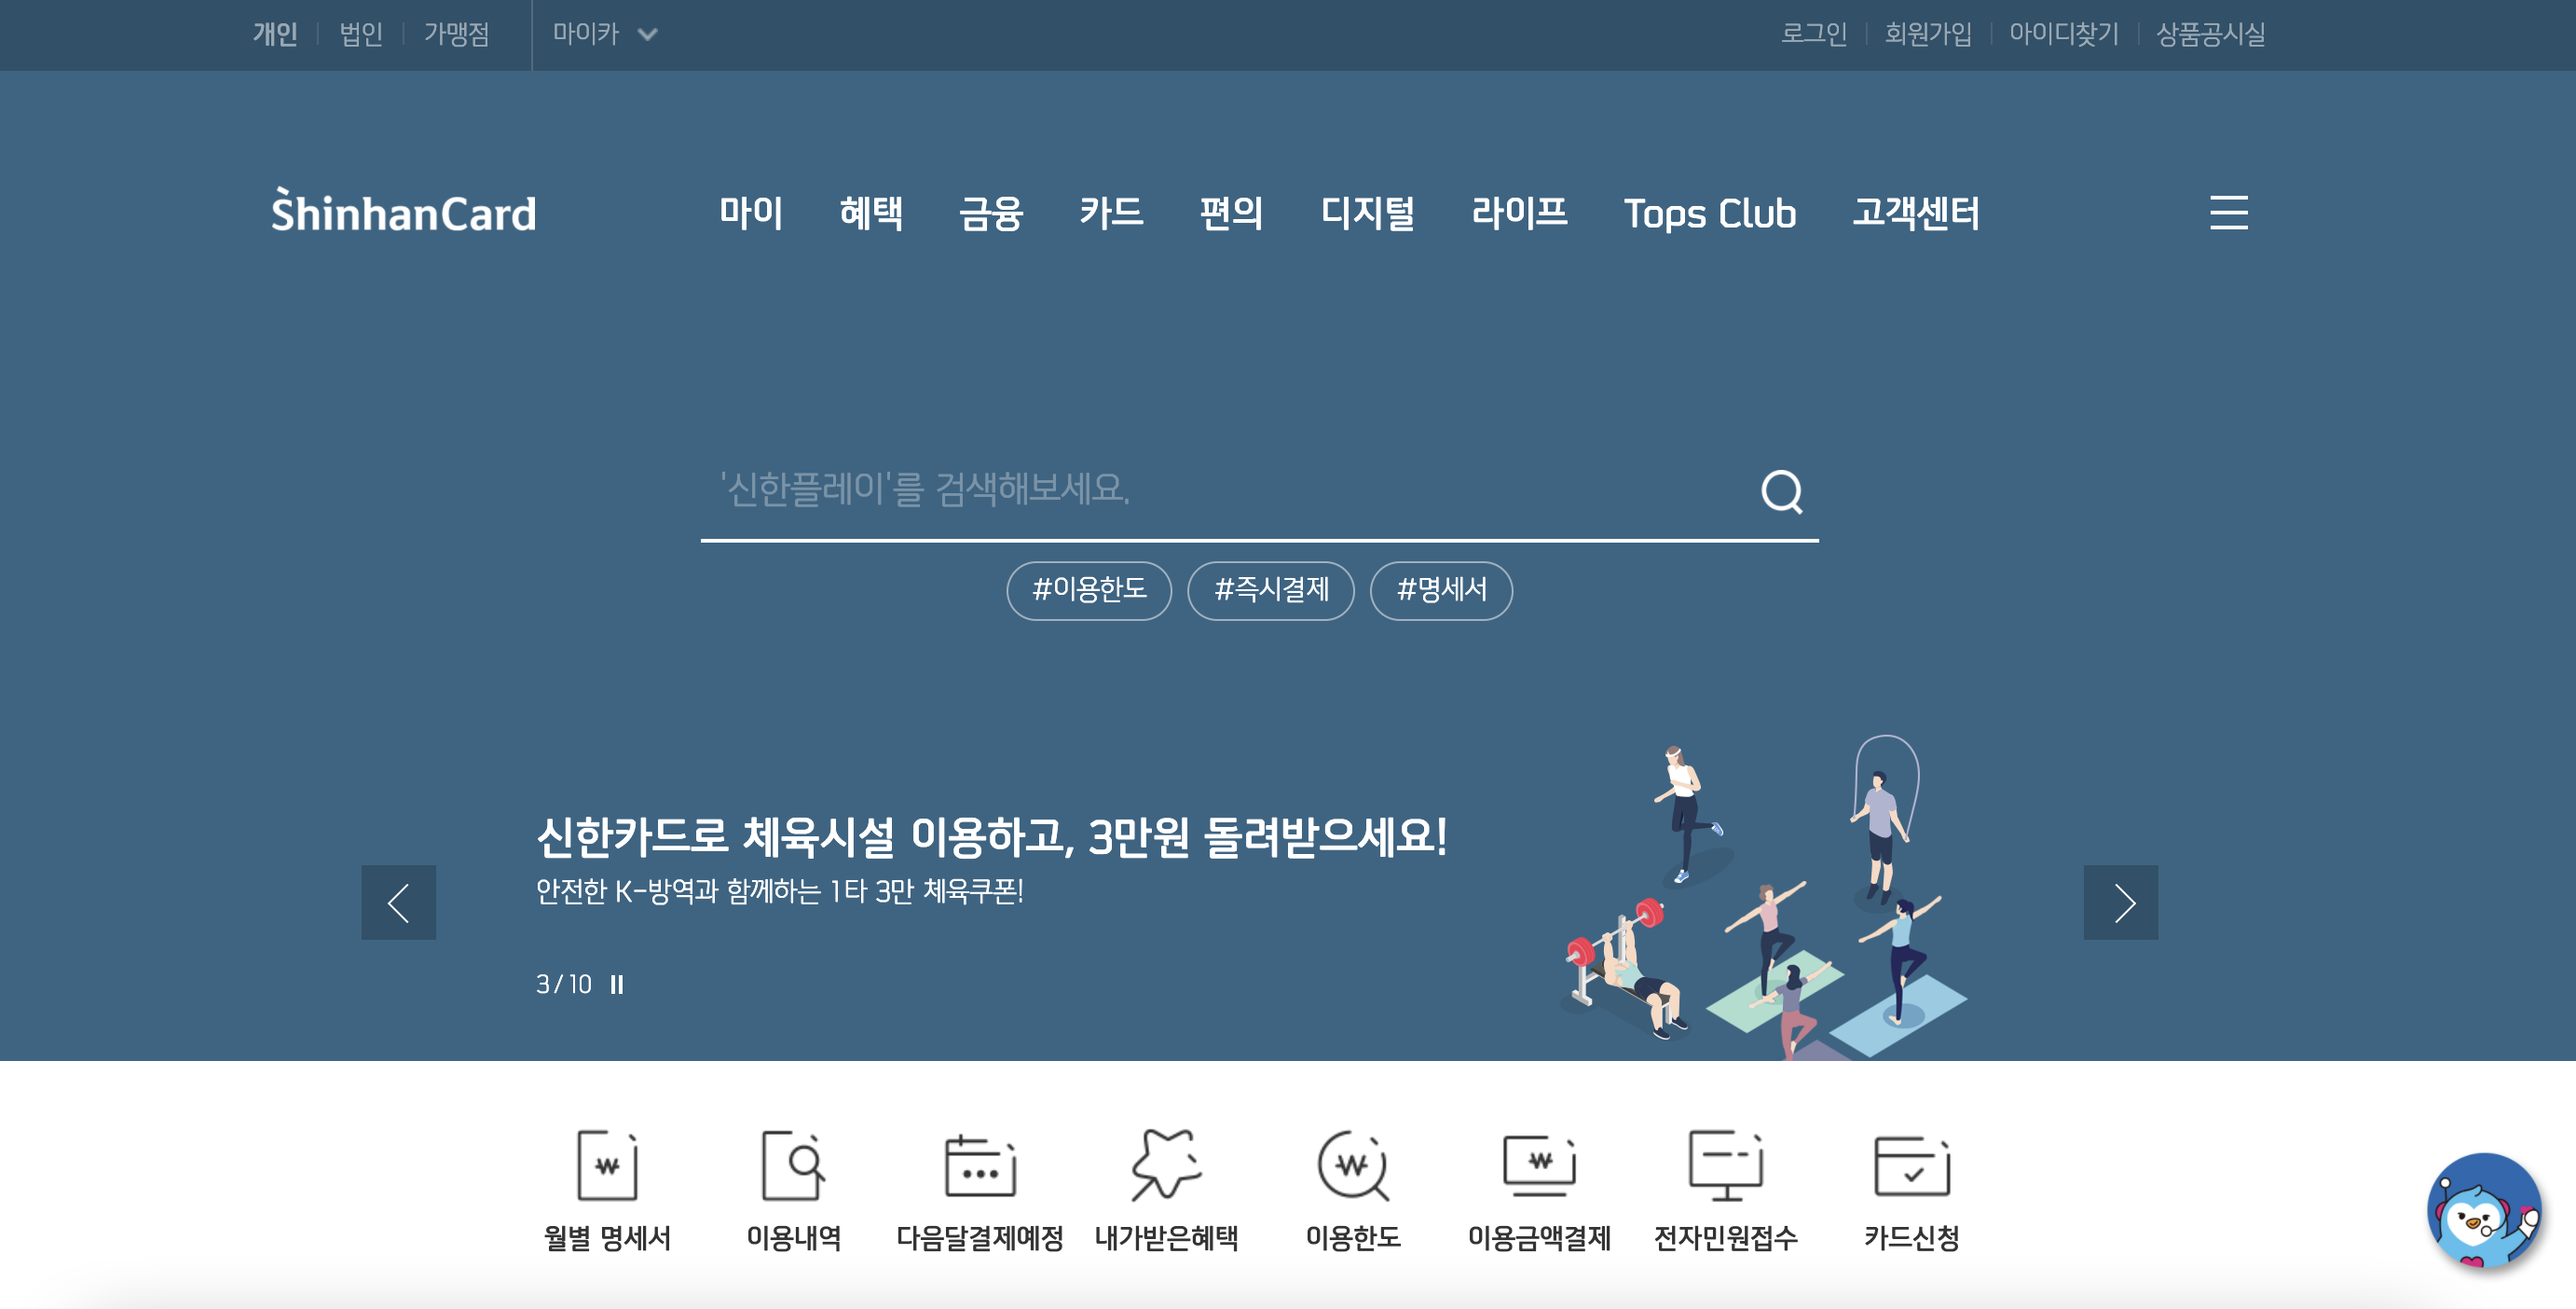 개인 법인 가맹점 마이카 로그인 회원가입 아이디찾기 상품공시실
ShinhanCard 마이 혜택 금융 카드 편의 디지털 라이프 Tops Club 고객센터
'신한플레이'를 검색해보세요.
#이용한도 #즉시결제 #명세서
신한카드로 체육시설 이용하고, 3만원 돌려받으세요!
안전한 K-방역과 함께하는 1타 3만 체육쿠폰!
3 / 10
월별 명세서 이용내역 다음달결제예정 내가받은혜택 이용한도 이용금액결제 전자민원접수 카드신청